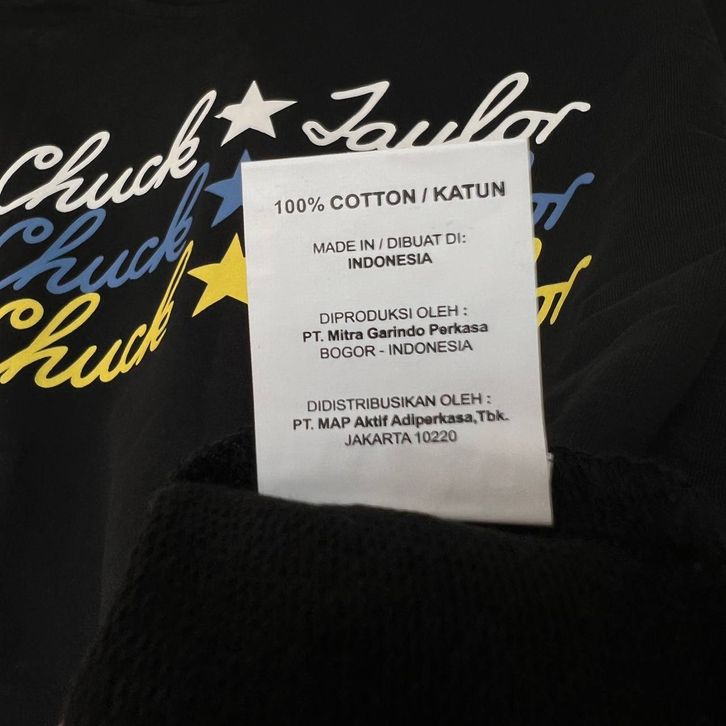 Chuck Taylor
Chuck
Chuck
100% COTTON / KATUN
MADE IN / DIBUAT DI:
INDONESIA
DIPRODUKSI OLEH :
PT. Mitra Garindo Perkasa
BOGOR - INDONESIA
DIDISTRIBUSIKAN OLEH :
PT. MAP Aktif Adiperkasa,Tbk.
JAKARTA 10220